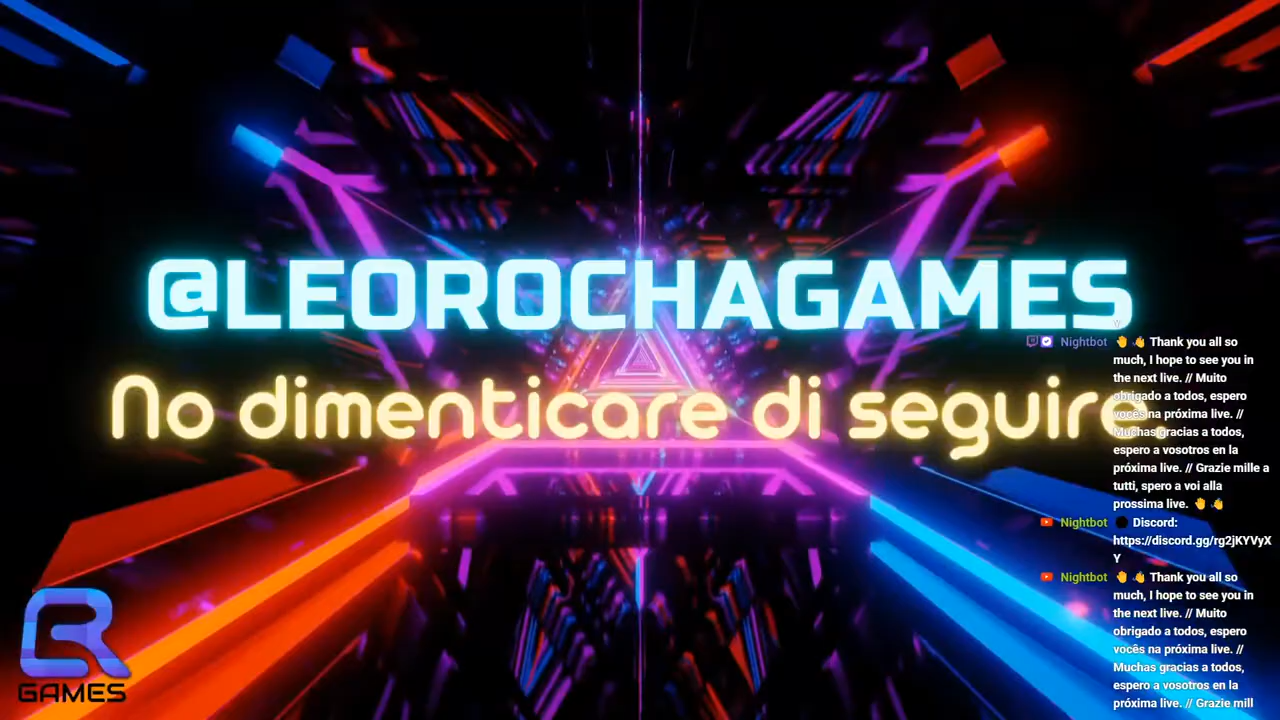 @LEOROCHAGAMES
No dimenticare di seguire
Nightbot 🤚 👏 Thank you all so
much, I hope to see you in
the next live. // Muito
obrigado a todos, espero
vocês na próxima live. //
Muchas gracias a todos,
espero a vosotros en la
próxima live. // Grazie mille a
tutti, spero a voi alla
prossima live. 🤚 👏
Nightbot Discord:
https://discord.gg/rg2jKYVyX
Y
Nightbot 🤚 👏 Thank you all so
much, I hope to see you in
the next live. // Muito
obrigado a todos, espero
vocês na próxima live. //
Muchas gracias a todos,
espero a vosotros en la
próxima live. // Grazie mill
GAMES